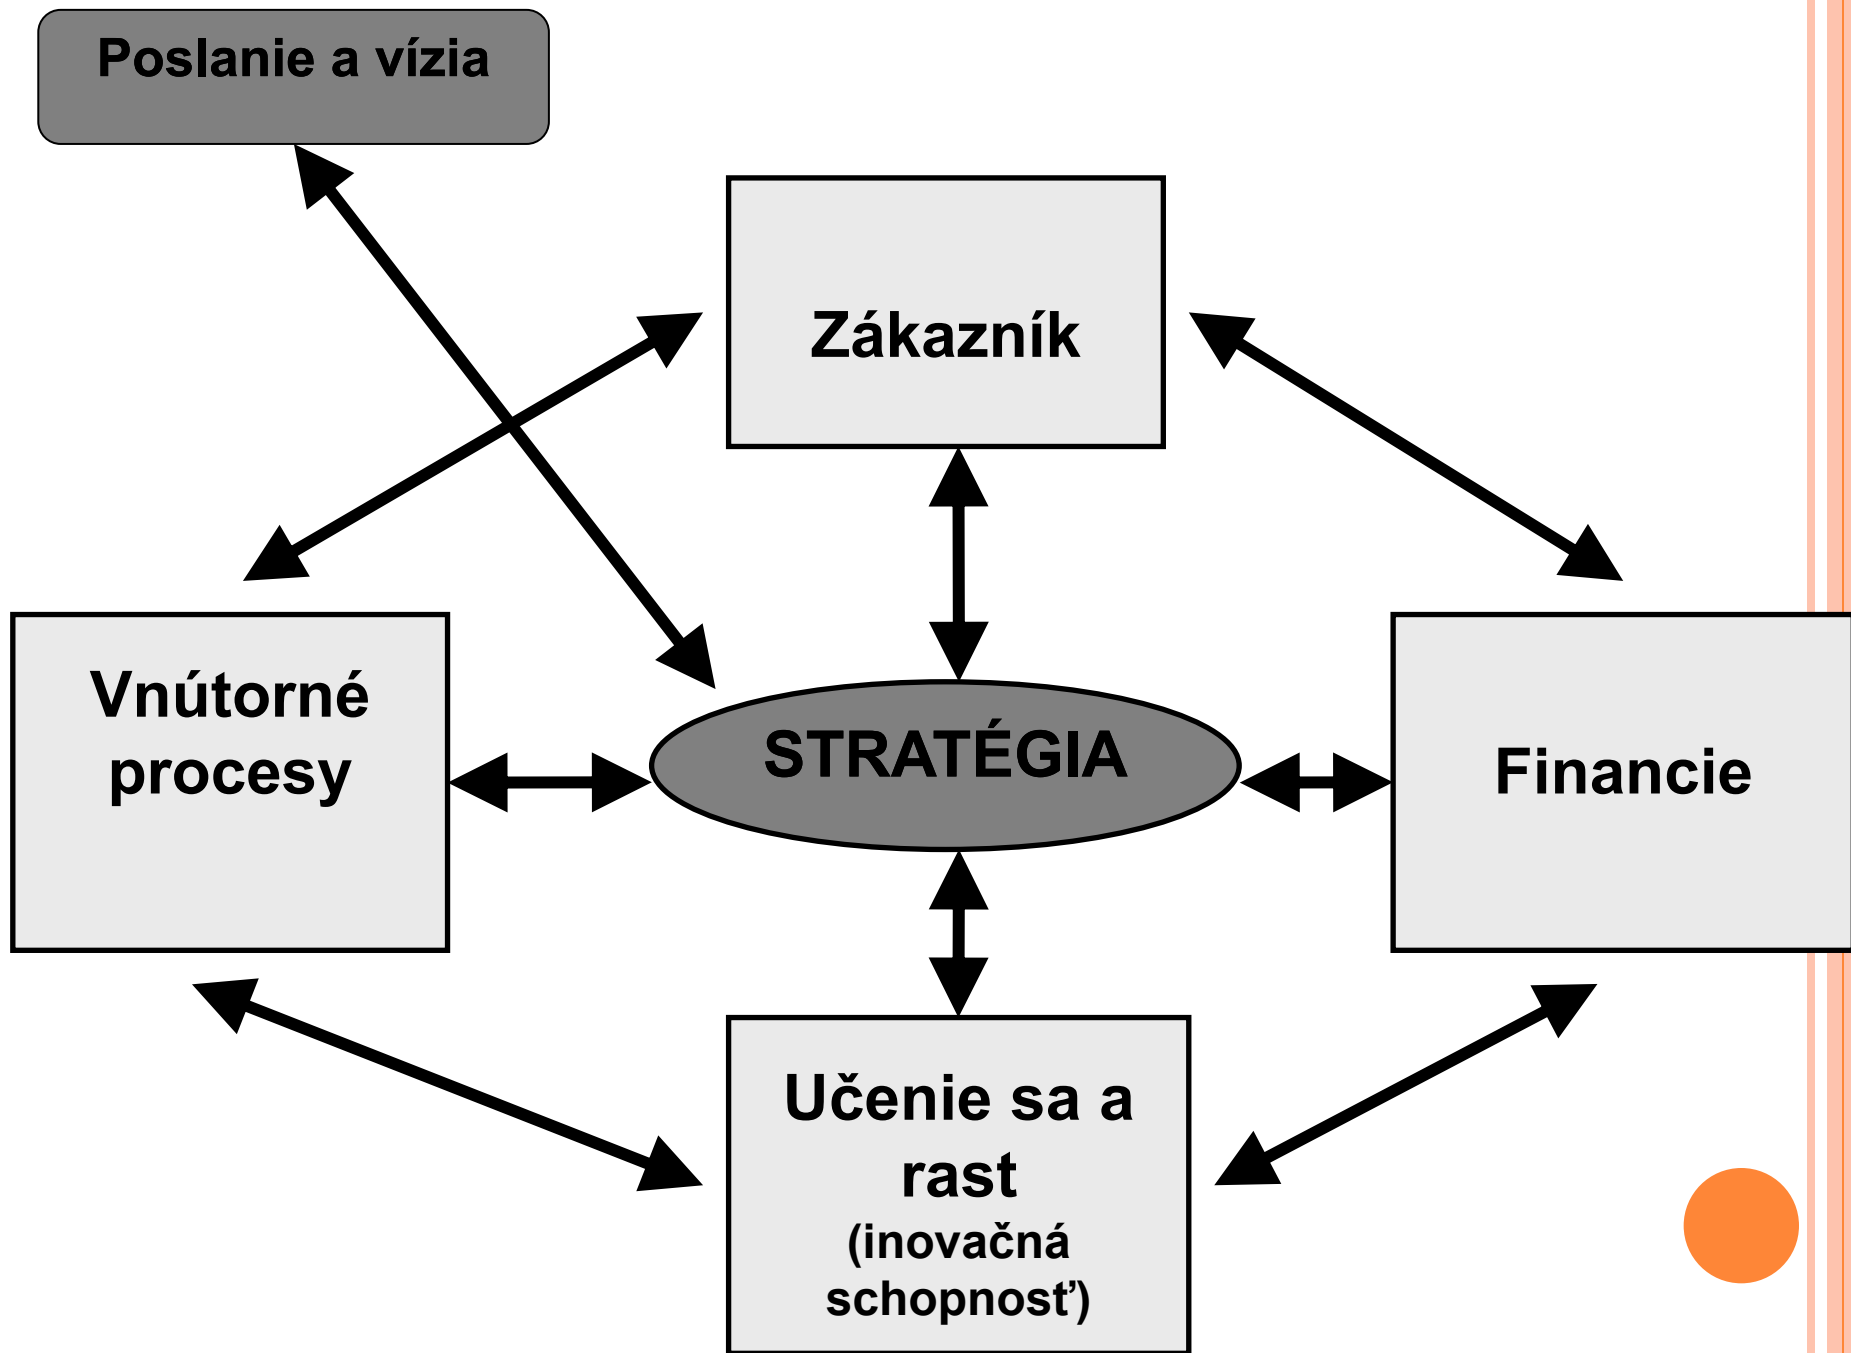 Poslanie a vízia
Zákazník
Vnútorné
procesy
STRATÉGIA
Financie
Učenie sa a
rast
(inovačná
schopnosť)